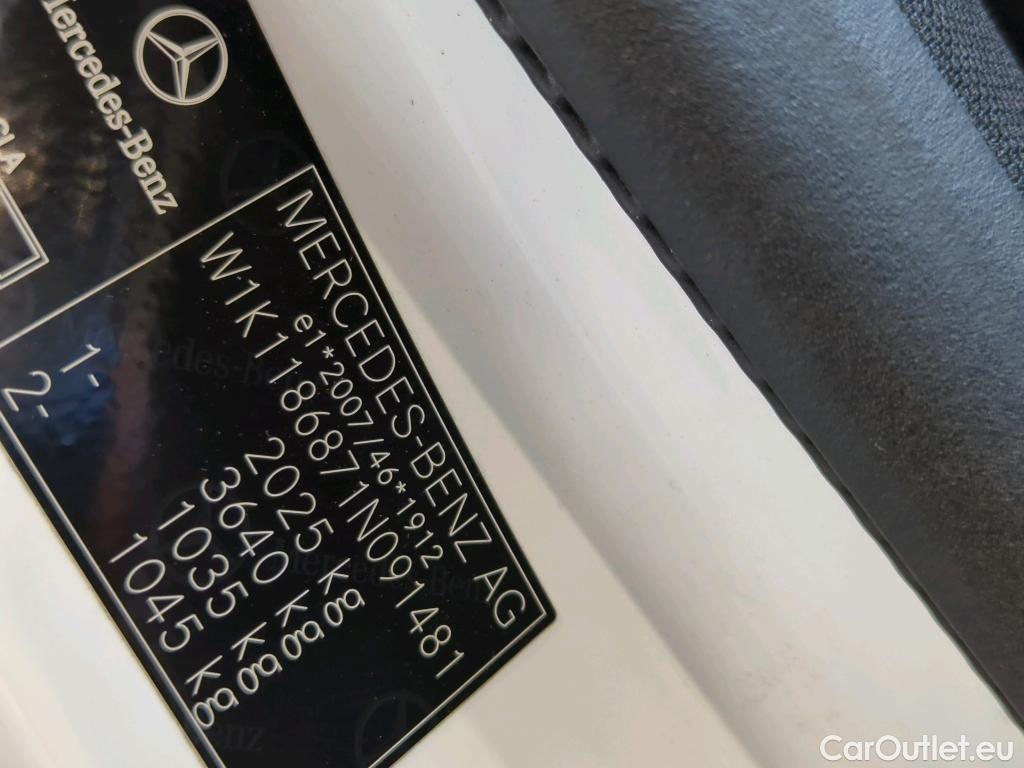 Mercedes-Benz
CLA
MERCEDES-BENZ AG
e1*2007/46*1912
W1K1186871N091481
2025 kg
3640 kg
1- 1035 kg
2- 1045 kg
CarOutlet.eu